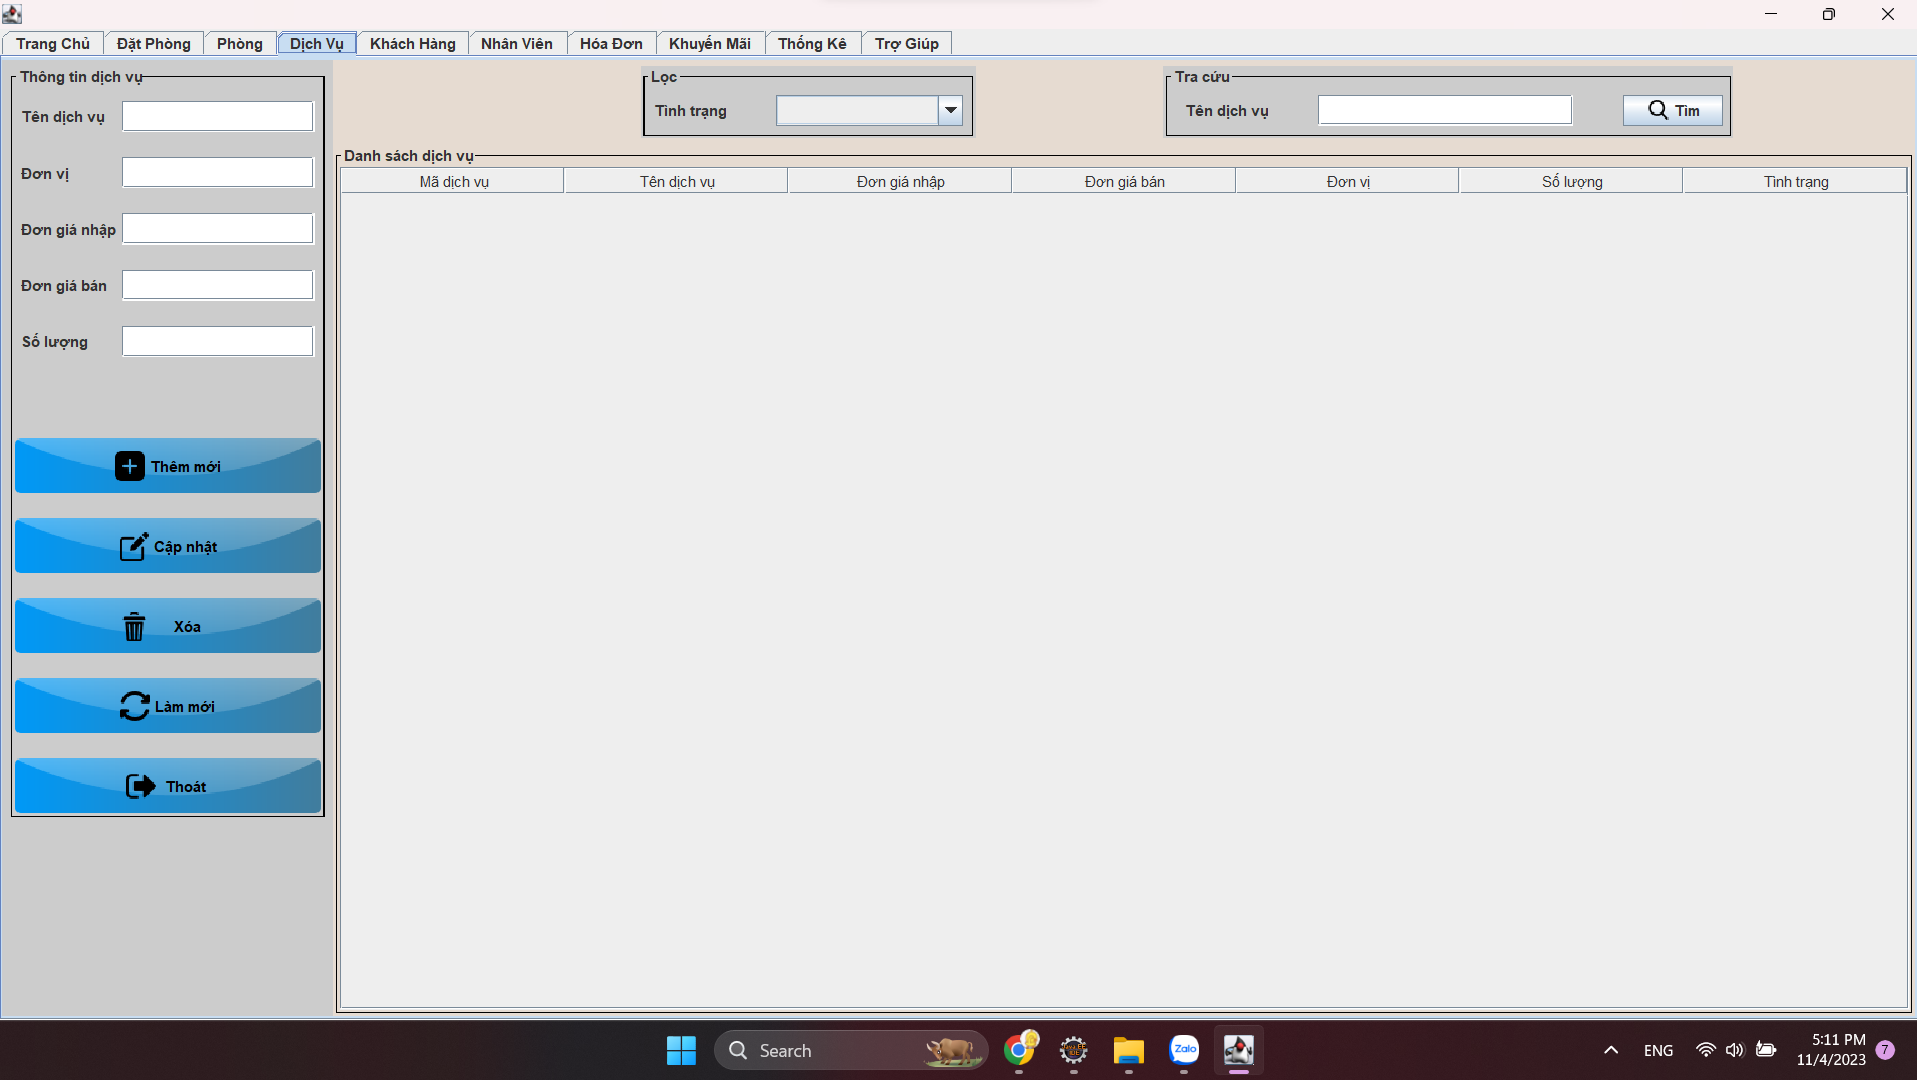 Trang Chủ Đặt Phòng Phòng Dịch Vụ Khách Hàng Nhân Viên Hóa Đơn Khuyến Mãi Thống Kê Trợ Giúp
Thông tin dịch vụ
Tên dịch vụ
Đơn vị
Đơn giá nhập
Đơn giá bán
Số lượng
Thêm mới
Cập nhật
Xóa
Làm mới
Thoát
Lọc
Tình trạng
Tra cứu
Tên dịch vụ Tìm
Danh sách dịch vụ
Mã dịch vụ Tên dịch vụ Đơn giá nhập Đơn giá bán Đơn vị Số lượng Tình trạng
Search
Zalo
ENG
5:11 PM
11/4/2023
7